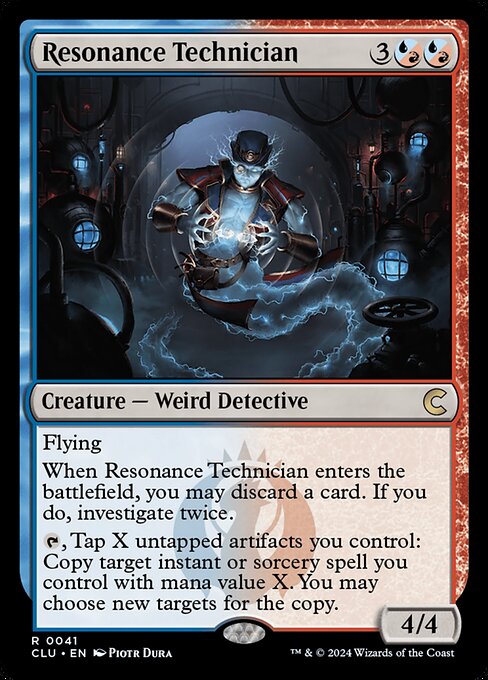 Resonance Technician 3
Creature — Weird Detective
Flying
When Resonance Technician enters the
battlefield, you may discard a card. If you
do, investigate twice.
, Tap X untapped artifacts you control:
Copy target instant or sorcery spell you
control with mana value X. You may
choose new targets for the copy.
4/4
R 0041
CLU • EN Piotr Dura
™ & © 2024 Wizards of the Coast